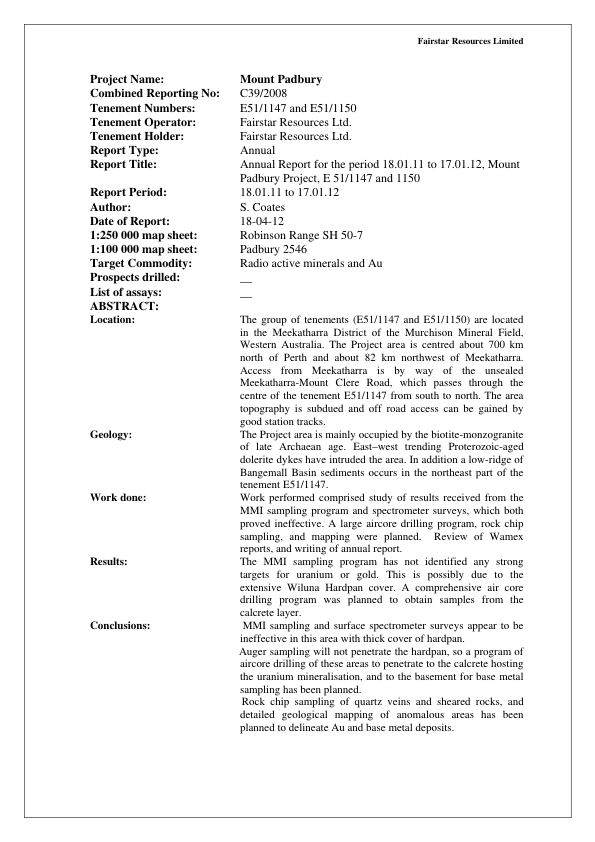 Fairstar Resources Limited
Project Name: Mount Padbury
Combined Reporting No: C39/2008
Tenement Numbers: E51/1147 and E51/1150
Tenement Operator: Fairstar Resources Ltd.
Tenement Holder: Fairstar Resources Ltd.
Report Type: Annual
Report Title: Annual Report for the period 18.01.11 to 17.01.12, Mount
Padbury Project, E 51/1147 and 1150
Report Period: 18.01.11 to 17.01.12
Author: S. Coates
Date of Report: 18-04-12
1:250 000 map sheet: Robinson Range SH 50-7
1:100 000 map sheet: Padbury 2546
Target Commodity: Radio active minerals and Au
Prospects drilled: __
List of assays: __
ABSTRACT:
Location: The group of tenements (E51/1147 and E51/1150) are located
in the Meekatharra District of the Murchison Mineral Field,
Western Australia. The Project area is centred about 700 km
north of Perth and about 82 km northwest of Meekatharra.
Access from Meekatharra is by way of the unsealed
Meekatharra-Mount Clere Road, which passes through the
centre of the tenement E51/1147 from south to north. The area
topography is subdued and off road access can be gained by
good station tracks.
Geology: The Project area is mainly occupied by the biotite-monzogranite
of late Archaean age. East–west trending Proterozoic-aged
dolerite dykes have intruded the area. In addition a low-ridge of
Bangemall Basin sediments occurs in the northeast part of the
tenement E51/1147.
Work done: Work performed comprised study of results received from the
MMI sampling program and spectrometer surveys, which both
proved ineffective. A large aircore drilling program, rock chip
sampling, and mapping were planned. Review of Wamex
reports, and writing of annual report.
Results: The MMI sampling program has not identified any strong
targets for uranium or gold. This is possibly due to the
extensive Wiluna Hardpan cover. A comprehensive air core
drilling program was planned to obtain samples from the
calcrete layer.
Conclusions: MMI sampling and surface spectrometer surveys appear to be
ineffective in this area with thick cover of hardpan.
Auger sampling will not penetrate the hardpan, so a program of
aircore drilling of these areas to penetrate to the calcrete hosting
the uranium mineralisation, and to the basement for base metal
sampling has been planned.
Rock chip sampling of quartz veins and sheared rocks, and
detailed geological mapping of anomalous areas has been
planned to delineate Au and base metal deposits.